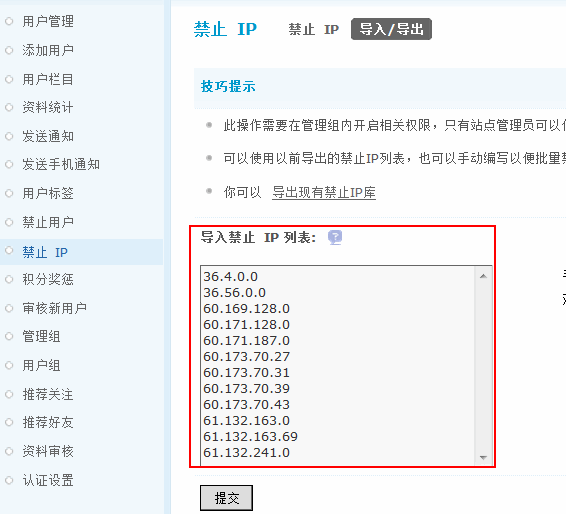 用户管理
添加用户
用户栏目
资料统计
发送通知
发送手机通知
用户标签
禁止用户
禁止 IP
积分奖惩
审核新用户
管理组
用户组
推荐关注
推荐好友
资料审核
认证设置
禁止 IP 禁止 IP 导入/导出
技巧提示
此操作需要在管理组内开启相关权限，只有站点管理员可以
可以使用以前导出的禁止IP列表，也可以手动编写以便批量
你可以 导出现有禁止IP库
导入禁止 IP 列表: ?
36.4.0.0
36.56.0.0
60.169.128.0
60.171.128.0
60.171.187.0
60.173.70.27
60.173.70.31
60.173.70.39
60.173.70.43
61.132.163.0
61.132.163.69
61.132.241.0
提交